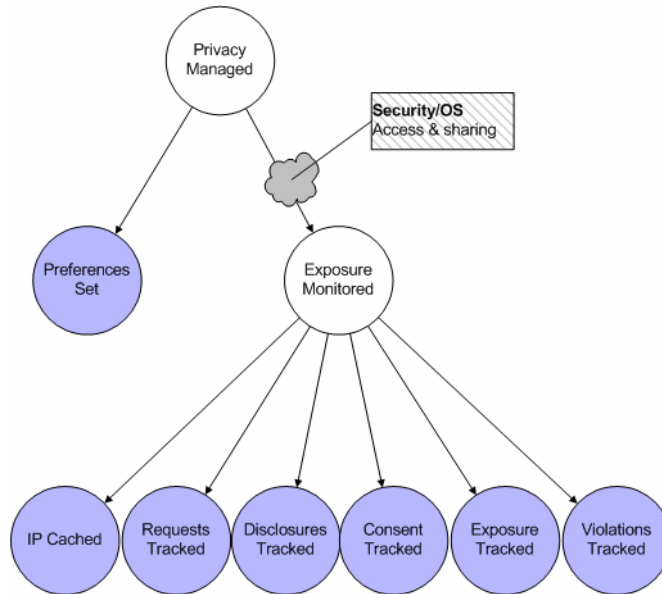 Privacy
Managed
Security/OS
Access & sharing
Preferences
Set
Exposure
Monitored
IP Cached
Requests
Tracked
Disclosures
Tracked
Consent
Tracked
Exposure
Tracked
Violations
Tracked